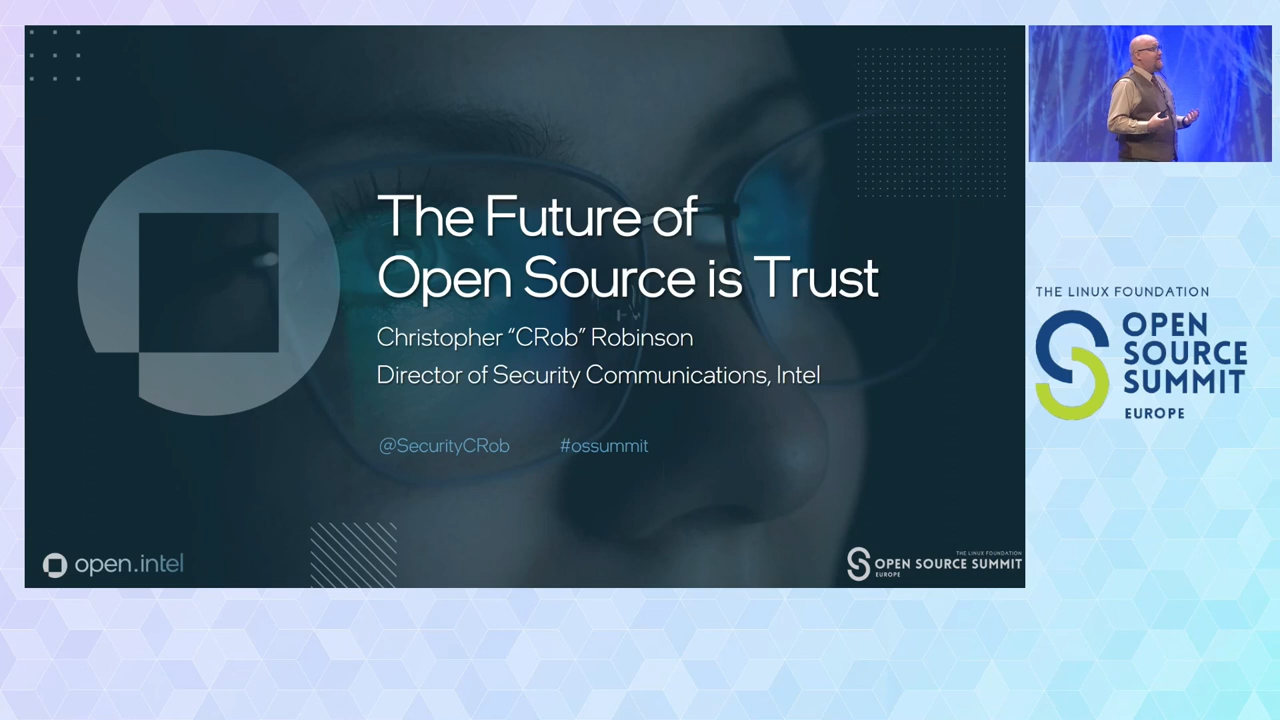 The Future of
Open Source is Trust
Christopher “CRob” Robinson
Director of Security Communications, Intel
@SecurityCRob #ossummit
open.intel
THE LINUX FOUNDATION
OPEN SOURCE SUMMIT
EUROPE
THE LINUX FOUNDATION
OPEN
SOURCE
SUMMIT
EUROPE